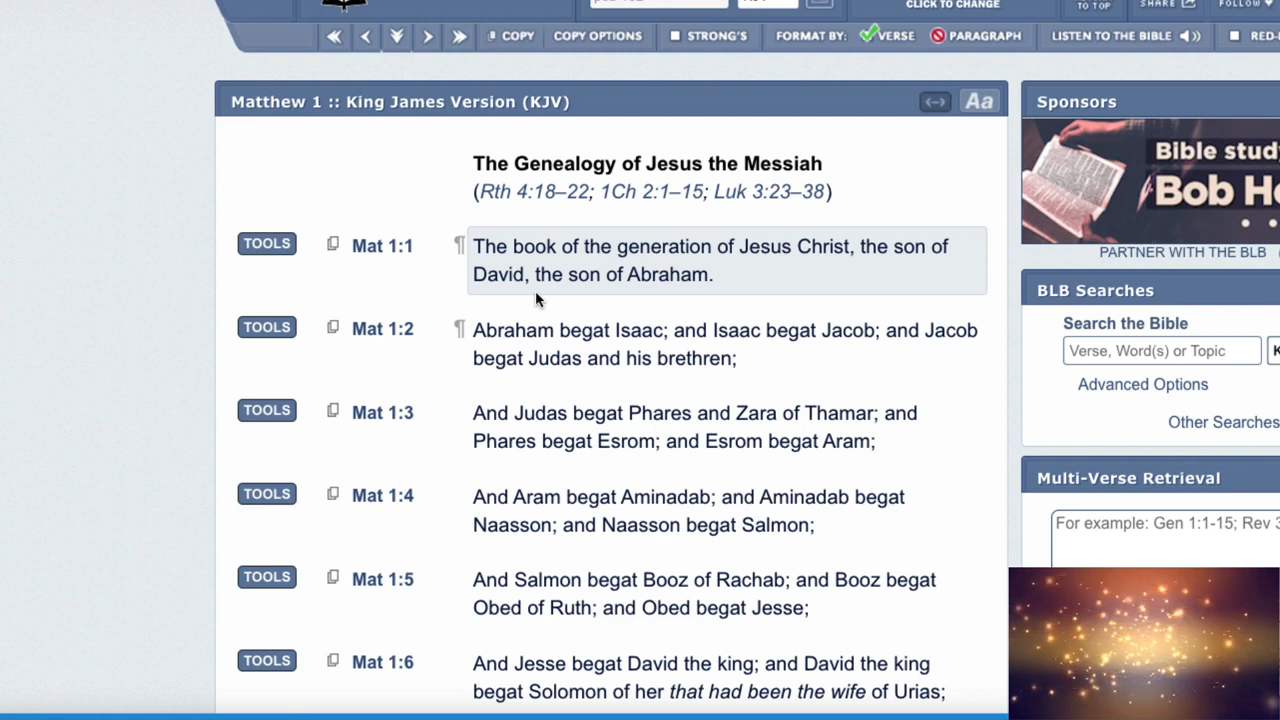 CLICK TO CHANGE
TO TOP
SHARE
FOLLOW
COPY
COPY OPTIONS
STRONG'S
FORMAT BY:
VERSE
PARAGRAPH
LISTEN TO THE BIBLE
Matthew 1 :: King James Version (KJV)
Aa
The Genealogy of Jesus the Messiah
(Rth 4:18–22; 1Ch 2:1–15; Luk 3:23–38)
TOOLS Mat 1:1 ¶ The book of the generation of Jesus Christ, the son of
David, the son of Abraham.
TOOLS Mat 1:2 ¶ Abraham begat Isaac; and Isaac begat Jacob; and Jacob
begat Judas and his brethren;
TOOLS Mat 1:3 And Judas begat Phares and Zara of Thamar; and
Phares begat Esrom; and Esrom begat Aram;
TOOLS Mat 1:4 And Aram begat Aminadab; and Aminadab begat
Naasson; and Naasson begat Salmon;
TOOLS Mat 1:5 And Salmon begat Booz of Rachab; and Booz begat
Obed of Ruth; and Obed begat Jesse;
TOOLS Mat 1:6 And Jesse begat David the king; and David the king
begat Solomon of her that had been the wife of Urias;
Sponsors
Bible stud
Bob H
PARTNER WITH THE BLB
BLB Searches
Search the Bible
Verse, Word(s) or Topic
Advanced Options
Other Searches
Multi-Verse Retrieval
For example: Gen 1:1-15; Rev 3